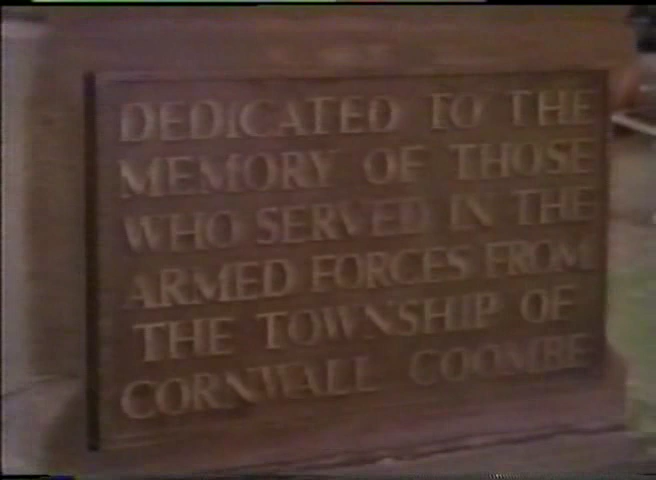 DEDICATED TO THE
MEMORY OF THOSE
WHO SERVED IN THE
ARMED FORCES FROM
THE TOWNSHIP OF
CORNWALL COOMBE